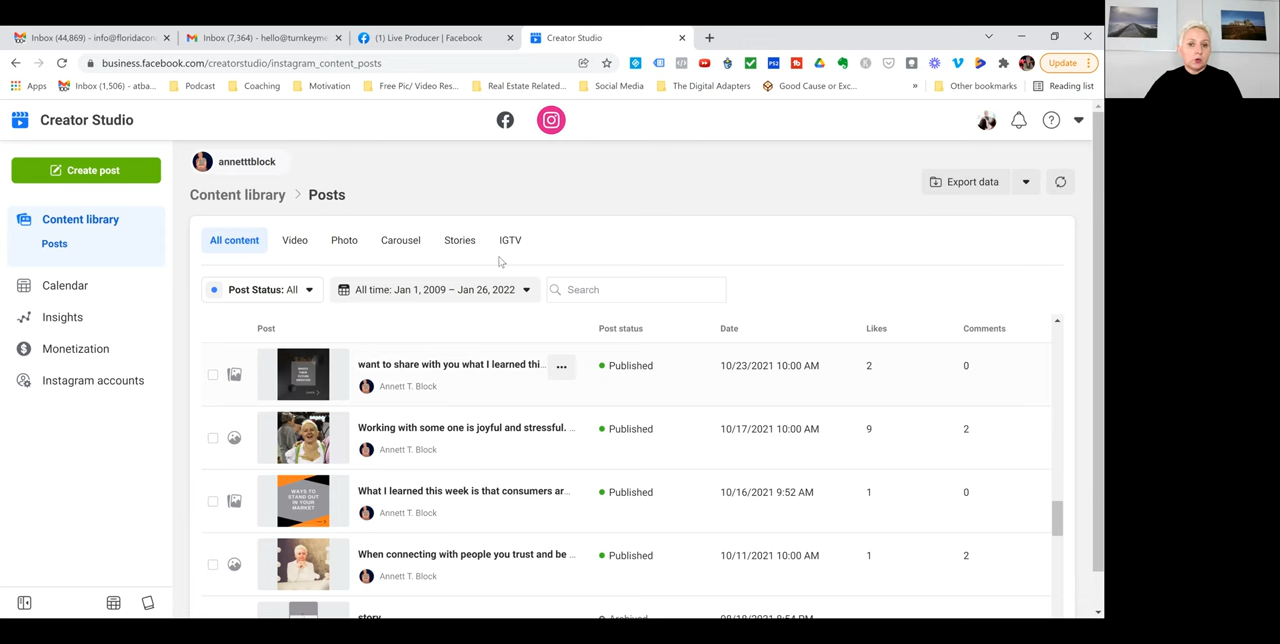 Inbox (44,869) - info@floridacon
Inbox (7,364) - hello@turnkeyme
(1) Live Producer | Facebook
Creator Studio
business.facebook.com/creatorstudio/instagram_content_posts
Update
Apps
Inbox (1,506) - atba...
Podcast
Coaching
Motivation
Free Pic/ Video Res...
Real Estate Related...
Social Media
The Digital Adapters
Good Cause or Exc...
»
Other bookmarks
Reading list
Creator Studio
Create post
annetttblock
Content library > Posts
Export data
Content library
Posts
Calendar
Insights
Monetization
Instagram accounts
All content
Video
Photo
Carousel
Stories
IGTV
Post Status: All
All time: Jan 1, 2009 – Jan 26, 2022
Search
Post
Post status
Date
Likes
Comments
want to share with you what I learned thi...
Annett T. Block
Published
10/23/2021 10:00 AM
2
0
Working with some one is joyful and stressful. ...
Annett T. Block
Published
10/17/2021 10:00 AM
9
2
WAYS TO
STAND OUT
IN YOUR
MARKET
What I learned this week is that consumers ar...
Annett T. Block
Published
10/16/2021 9:52 AM
1
0
When connecting with people you trust and be ...
Annett T. Block
Published
10/11/2021 10:00 AM
1
2
story
Archived
08/18/2021 8:54 PM